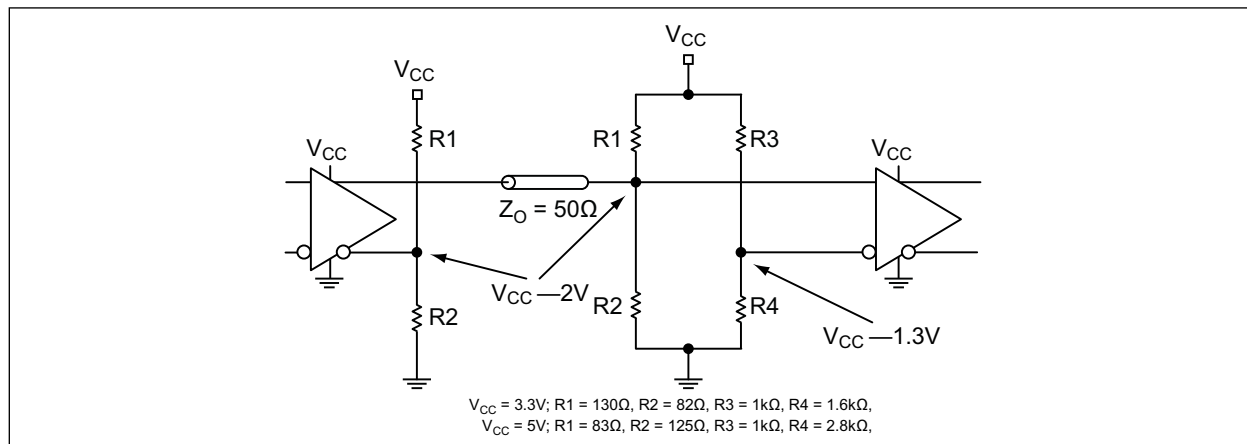 V_CC
V_CC
R1
R1
R3
V_CC
V_CC
Z_O = 50Ω
V_CC —2V
R2
R2
R4
V_CC —1.3V
V_CC = 3.3V; R1 = 130Ω, R2 = 82Ω, R3 = 1kΩ, R4 = 1.6kΩ,
V_CC = 5V; R1 = 83Ω, R2 = 125Ω, R3 = 1kΩ, R4 = 2.8kΩ,